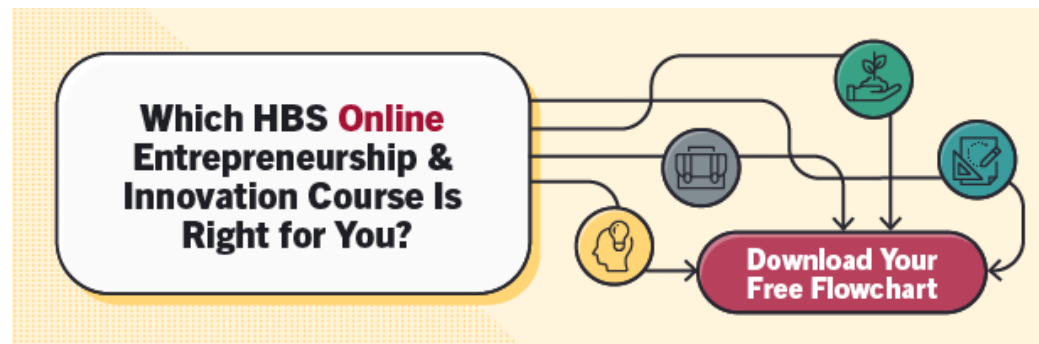 Which HBS Online
Entrepreneurship &
Innovation Course Is
Right for You?
Download Your
Free Flowchart